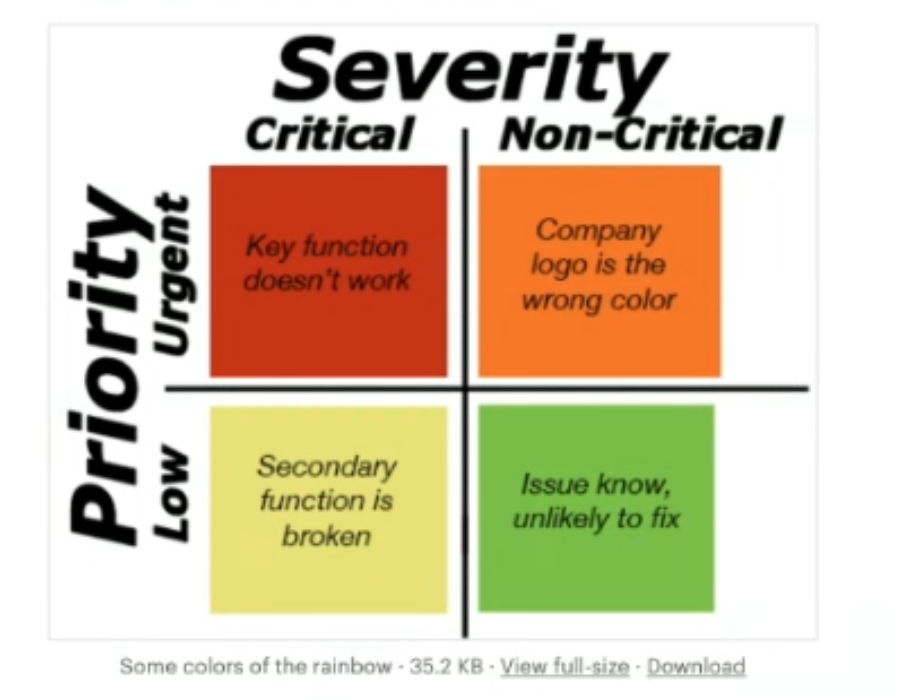 Severity
Critical
Non-Critical
Priority
Urgent
Key function
doesn't work
Company
logo is the
wrong color
Low
Secondary
function is
broken
Issue know,
unlikely to fix
Some colors of the rainbow · 35.2 KB · View full-size · Download